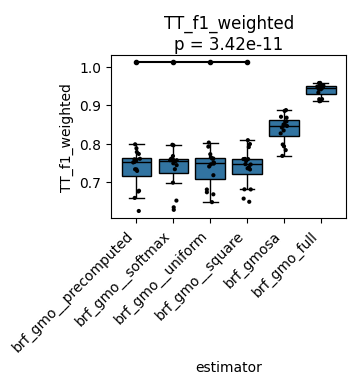 TT_f1_weighted
p = 3.42e-11
1.0
0.9
0.8
0.7
TT_f1_weighted
brf_gmo__precomputed
brf_gmo__softmax
brf_gmo__uniform
brf_gmo__square
brf_gmosa
brf_gmo_full
estimator